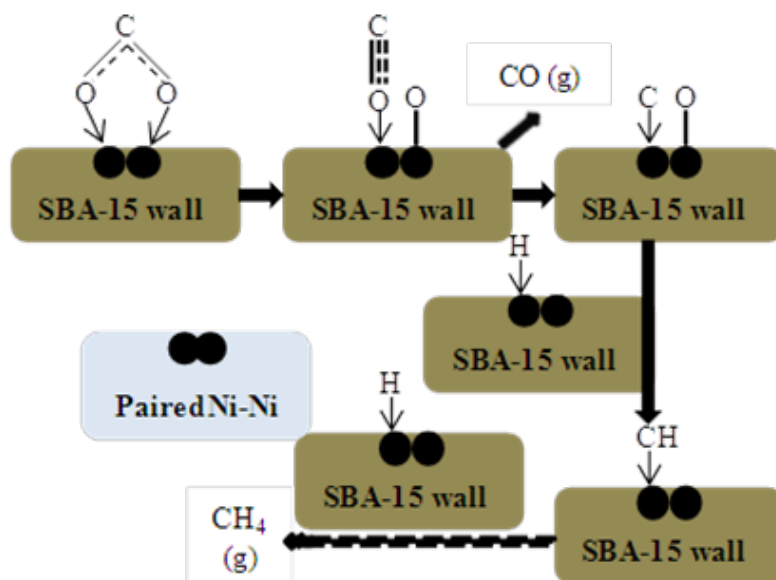 C
O O
SBA-15 wall
C
O O
SBA-15 wall
CO (g)
C O
SBA-15 wall
H
SBA-15 wall
Paired Ni-Ni
H
SBA-15 wall
CH
SBA-15 wall
CH₄
(g)